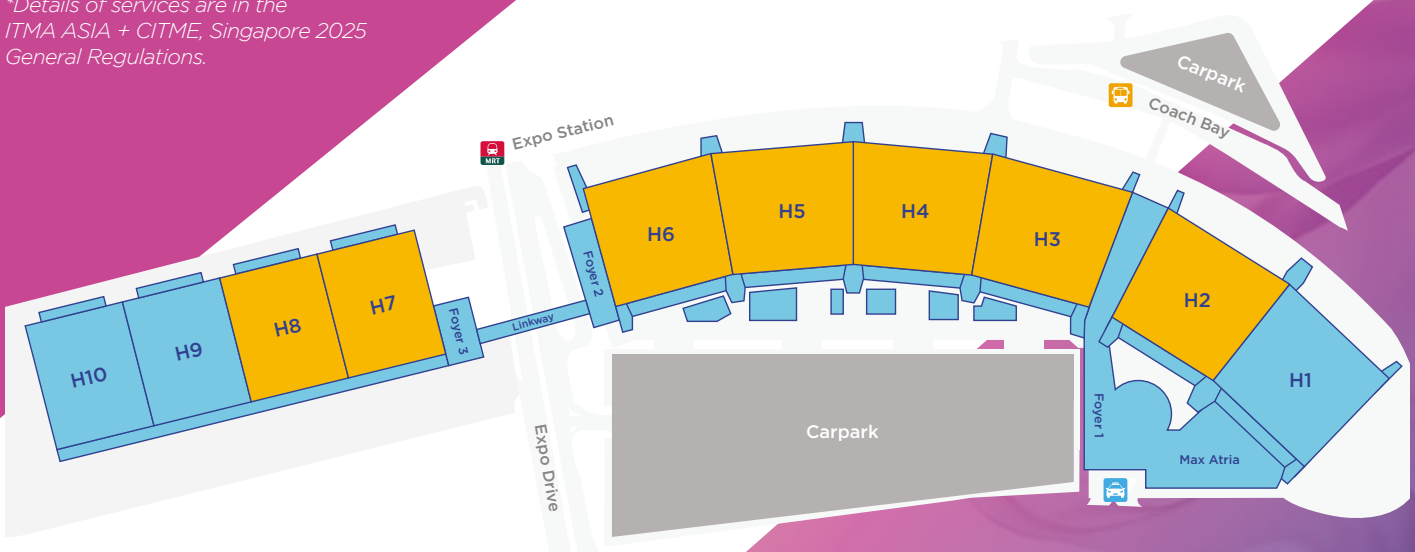 *Details of services are in the
ITMA ASIA + CITME, Singapore 2025
General Regulations.
Carpark
Coach Bay
Expo Station
MRT
H6
H5
H4
H3
H2
H1
Foyer 2
Linkway
Foyer 3
H7
H8
H9
H10
Expo Drive
Carpark
Foyer 1
Max Atria